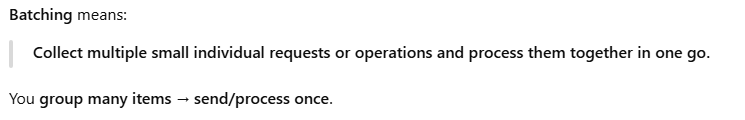 Batching means:
Collect multiple small individual requests or operations and process them together in one go.
You group many items → send/process once.